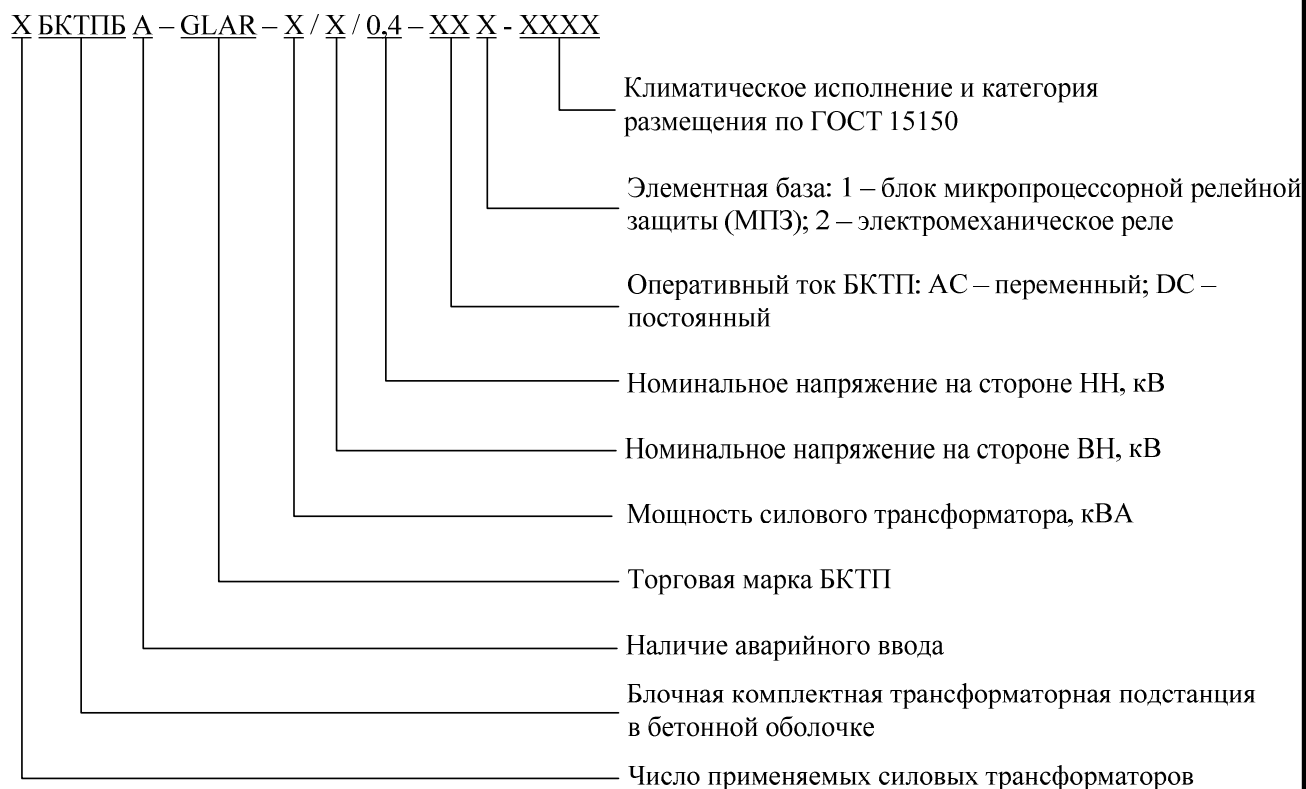 Х БКТПБ А – GLAR – Х / Х / 0,4 – ХХ Х - ХХХХ
Климатическое исполнение и категория
размещения по ГОСТ 15150
Элементная база: 1 – блок микропроцессорной релейной
защиты (МПЗ); 2 – электромеханическое реле
Оперативный ток БКТП: AC – переменный; DC –
постоянный
Номинальное напряжение на стороне НН, кВ
Номинальное напряжение на стороне ВН, кВ
Мощность силового трансформатора, кВА
Торговая марка БКТП
Наличие аварийного ввода
Блочная комплектная трансформаторная подстанция
в бетонной оболочке
Число применяемых силовых трансформаторов